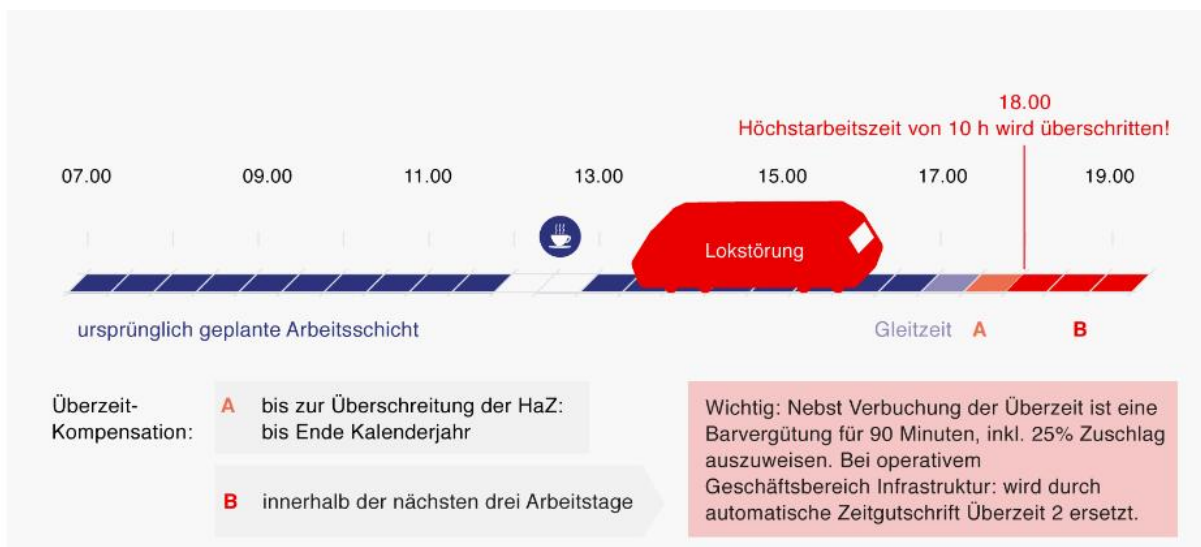 18.00
Höchstarbeitszeit von 10 h wird überschritten!
07.00 09.00 11.00 13.00 15.00 17.00 19.00
Lokstörung
ursprünglich geplante Arbeitsschicht Gleitzeit A B
Überzeit-
Kompensation:
A bis zur Überschreitung der HaZ:
bis Ende Kalenderjahr
B innerhalb der nächsten drei Arbeitstage
Wichtig: Nebst Verbuchung der Überzeit ist eine
Barvergütung für 90 Minuten, inkl. 25% Zuschlag
auszuweisen. Bei operativem
Geschäftsbereich Infrastruktur: wird durch
automatische Zeitgutschrift Überzeit 2 ersetzt.